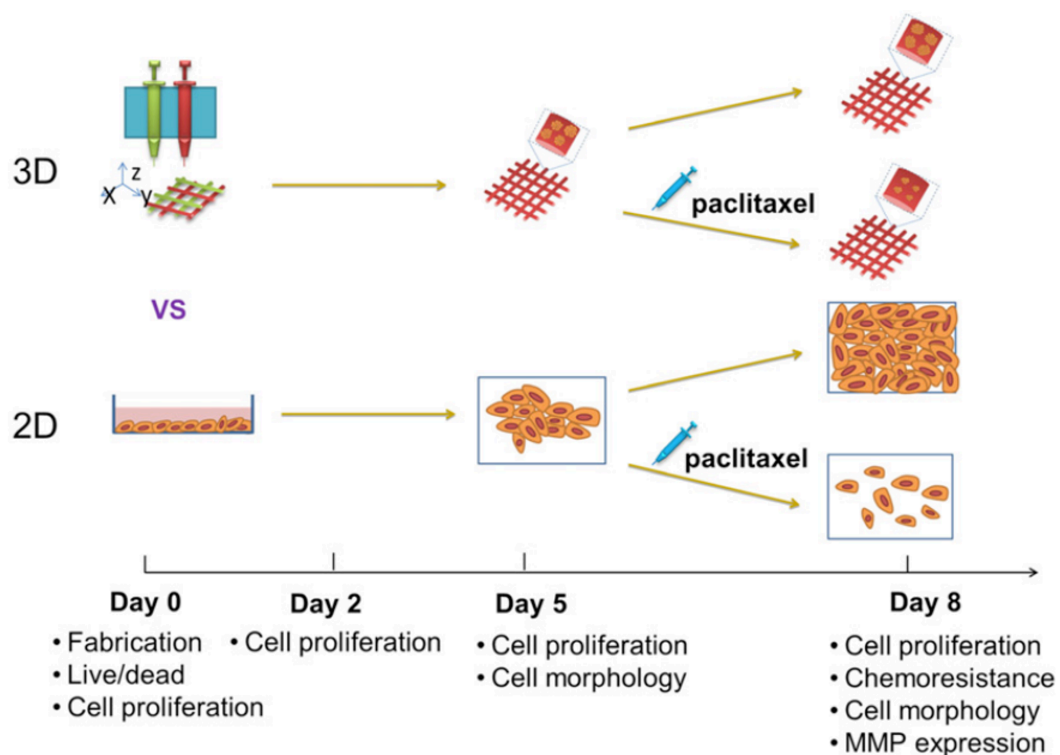 3D
z
X
y
paclitaxel
VS
2D
paclitaxel
Day 0
• Fabrication
• Live/dead
• Cell proliferation
Day 2
• Cell proliferation
Day 5
• Cell proliferation
• Cell morphology
Day 8
• Cell proliferation
• Chemoresistance
• Cell morphology
• MMP expression